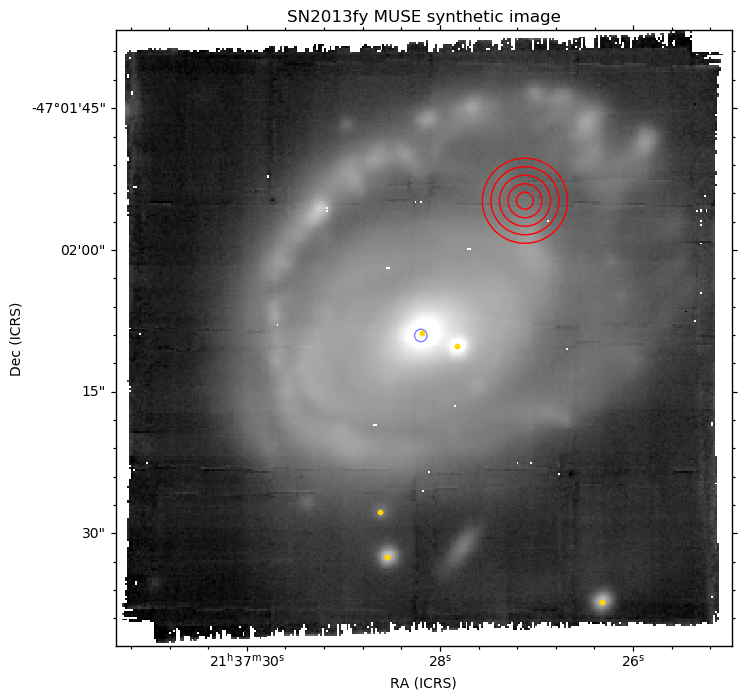 SN2013fy MUSE synthetic image
-47°01'45"
02'00"
15"
30"
21h37m30s
28s
26s
RA (ICRS)
Dec (ICRS)